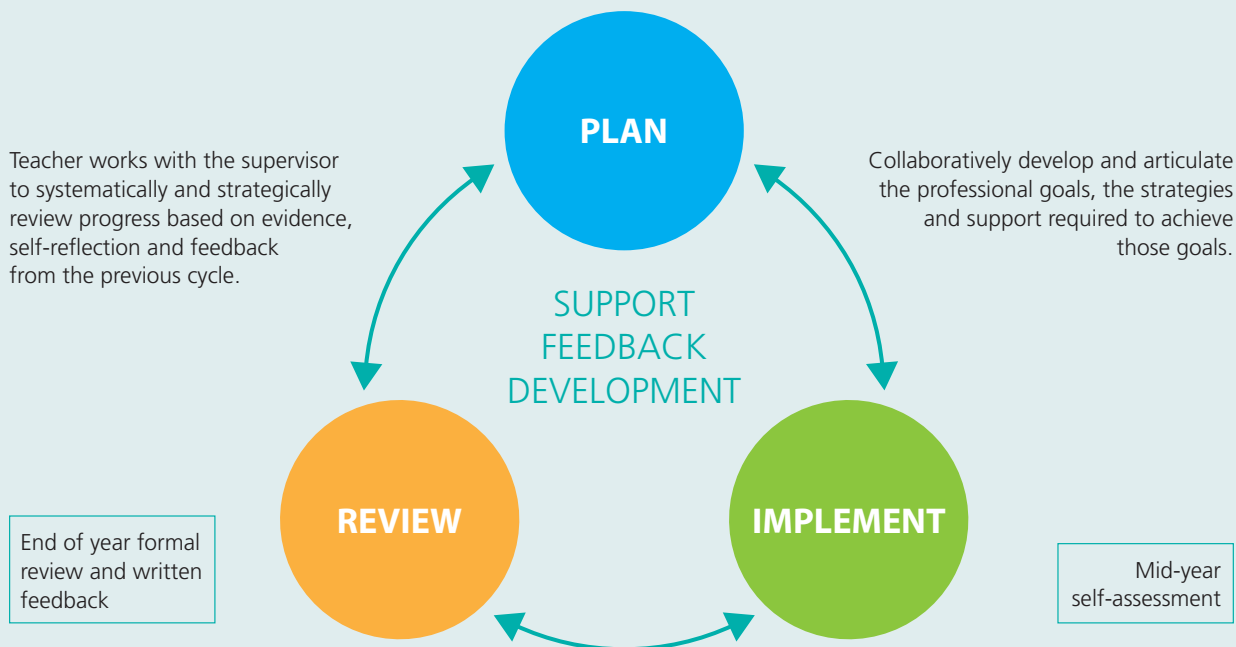 PLAN
Teacher works with the supervisor
to systematically and strategically
review progress based on evidence,
self-reflection and feedback
from the previous cycle.
Collaboratively develop and articulate
the professional goals, the strategies
and support required to achieve
those goals.
SUPPORT
FEEDBACK
DEVELOPMENT
REVIEW
IMPLEMENT
End of year formal
review and written
feedback
Mid-year
self-assessment